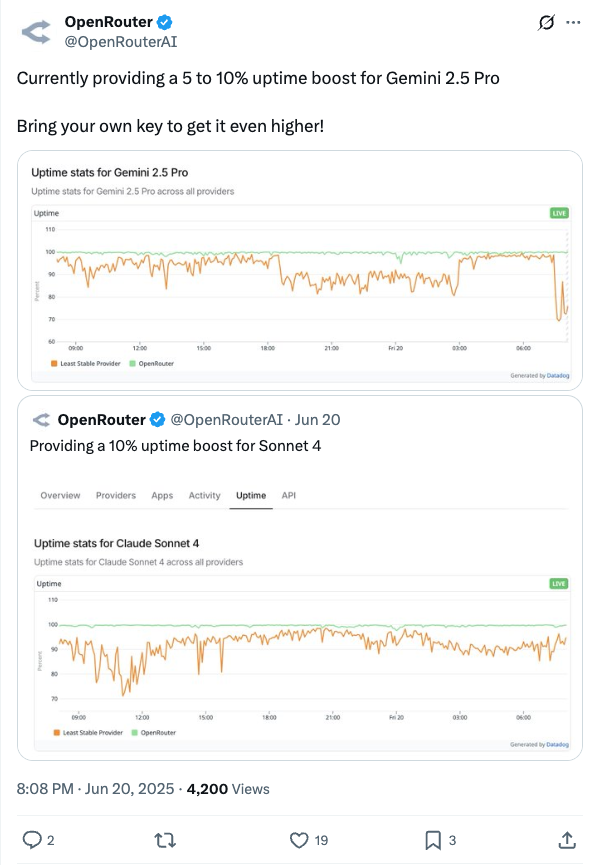 OpenRouter
@OpenRouterAI
Currently providing a 5 to 10% uptime boost for Gemini 2.5 Pro
Bring your own key to get it even higher!
Uptime stats for Gemini 2.5 Pro
Uptime stats for Gemini 2.5 Pro across all providers
Uptime
LIVE
110
100
90
80
70
60
Percent
09:00 12:00 15:00 18:00 21:00 Fri 20 03:00 06:00
Least Stable Provider OpenRouter
Generated by Datadog
OpenRouter @OpenRouterAI · Jun 20
Providing a 10% uptime boost for Sonnet 4
Overview Providers Apps Activity Uptime API
Uptime stats for Claude Sonnet 4
Uptime stats for Claude Sonnet 4 across all providers
Uptime
LIVE
110
100
90
80
70
Percent
09:00 12:00 15:00 18:00 21:00 Fri 20 03:00 06:00
Least Stable Provider OpenRouter
Generated by Datadog
8:08 PM · Jun 20, 2025 · 4,200 Views
2 19 3